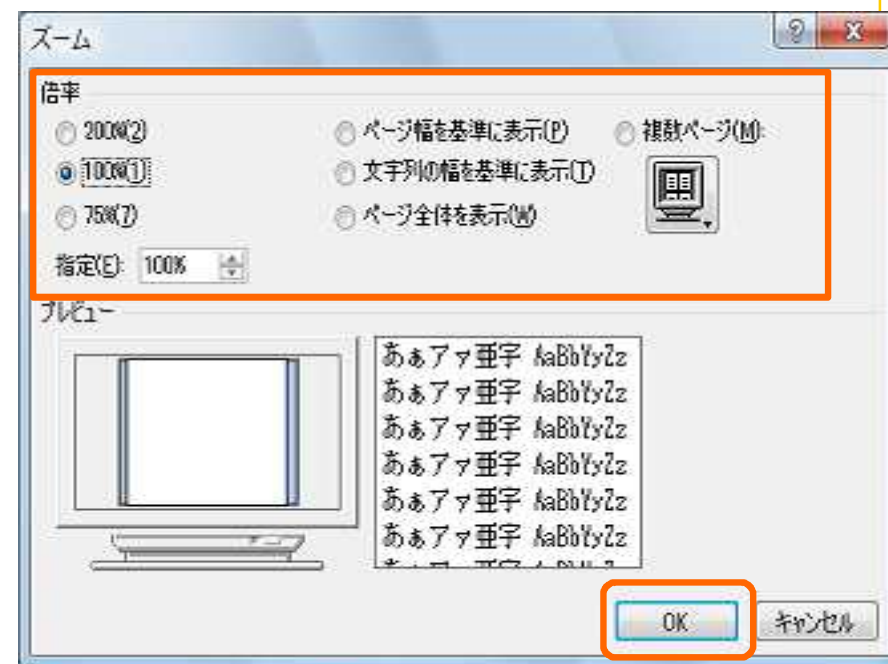 ズーム
倍率
200%(2)
ページ幅を基準に表示(P)
複数ページ(M):
100%(1)
文字列の幅を基準に表示(T)
75%(7)
ページ全体を表示(W)
指定(E): 100%
プレビュー
あぁアァ亜宇 AaBbYyZz
あぁアァ亜宇 AaBbYyZz
あぁアァ亜宇 AaBbYyZz
あぁアァ亜宇 AaBbYyZz
あぁアァ亜宇 AaBbYyZz
あぁアァ亜宇 AaBbYyZz
OK
キャンセル